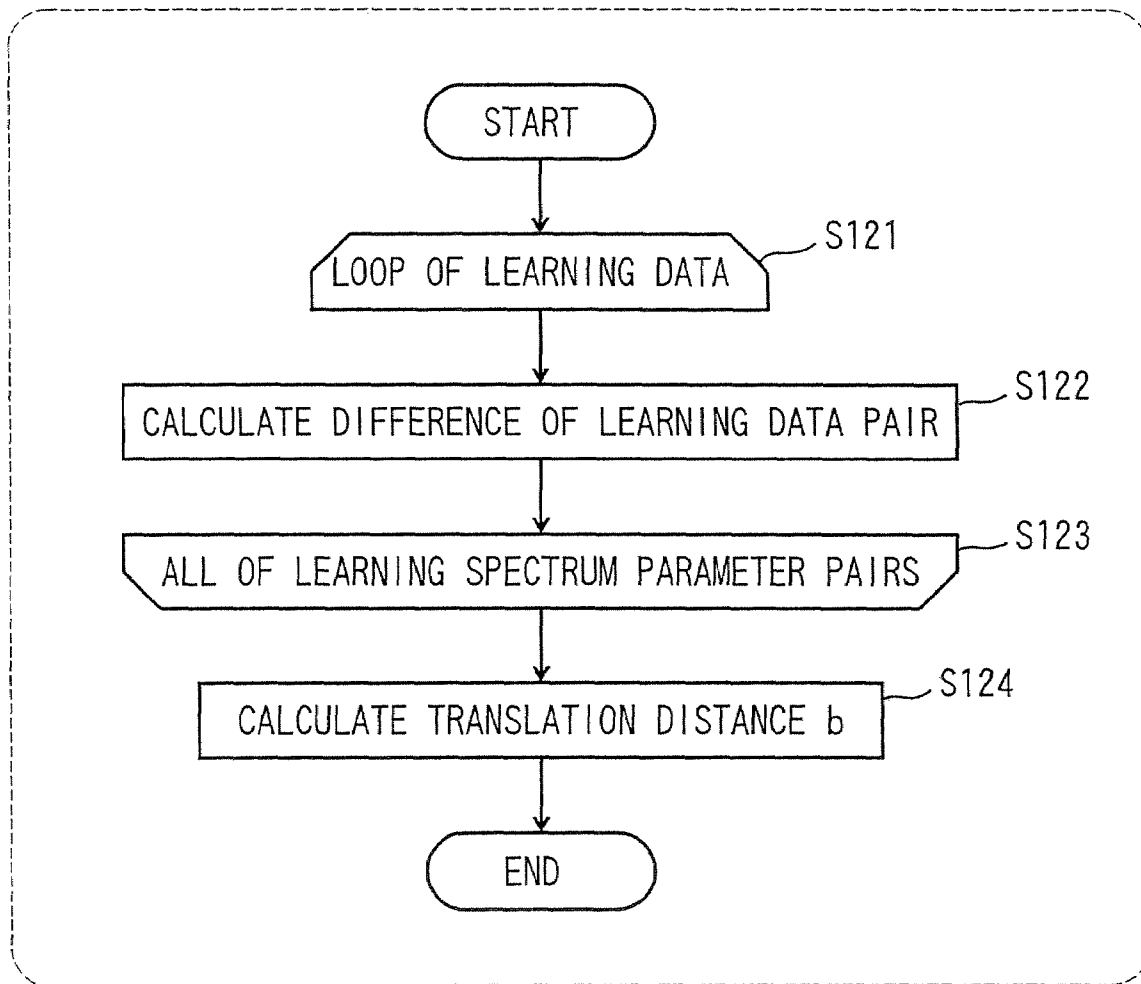 START
LOOP OF LEARNING DATA
S121
CALCULATE DIFFERENCE OF LEARNING DATA PAIR
S122
ALL OF LEARNING SPECTRUM PARAMETER PAIRS
S123
CALCULATE TRANSLATION DISTANCE b
S124
END